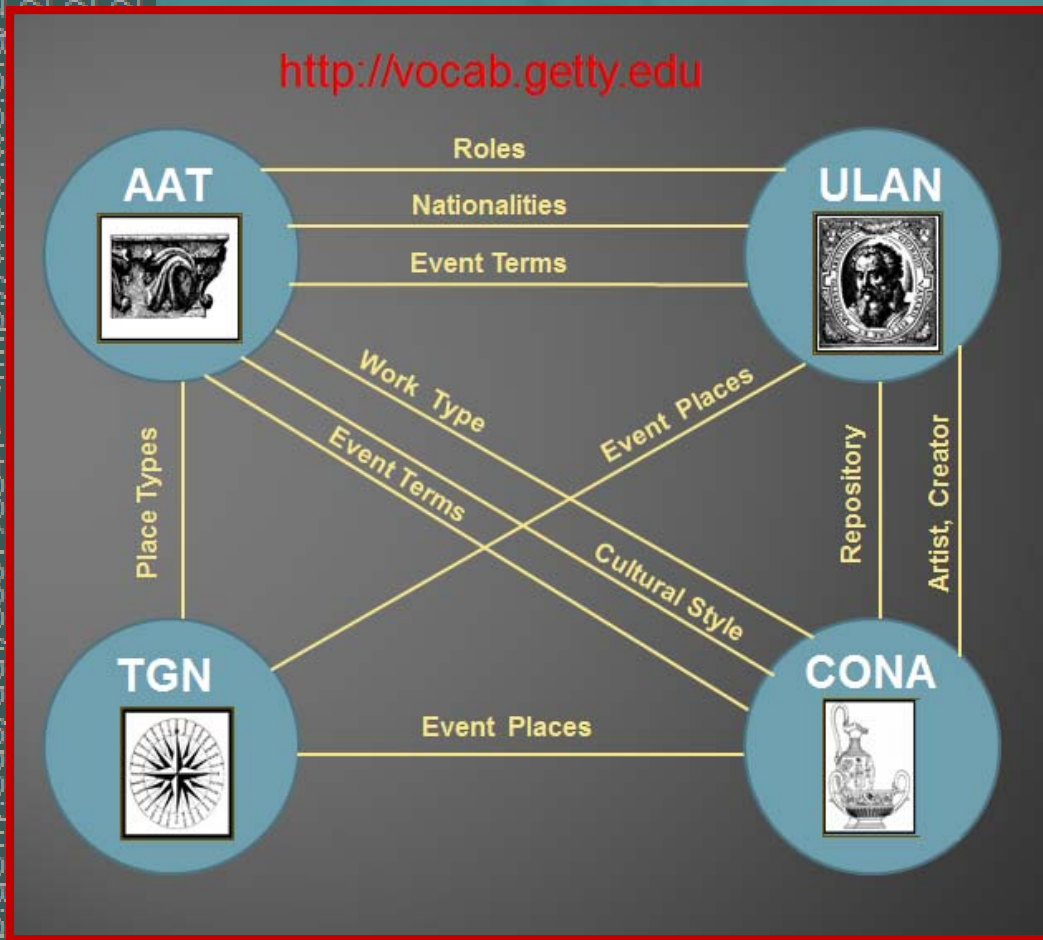 http://vocab.getty.edu
AAT
Roles
ULAN
Nationalities
Event Terms
Work Type
Event Places
Event Terms
Place Types
Cultural Style
Repository
Artist, Creator
TGN
CONA
Event Places